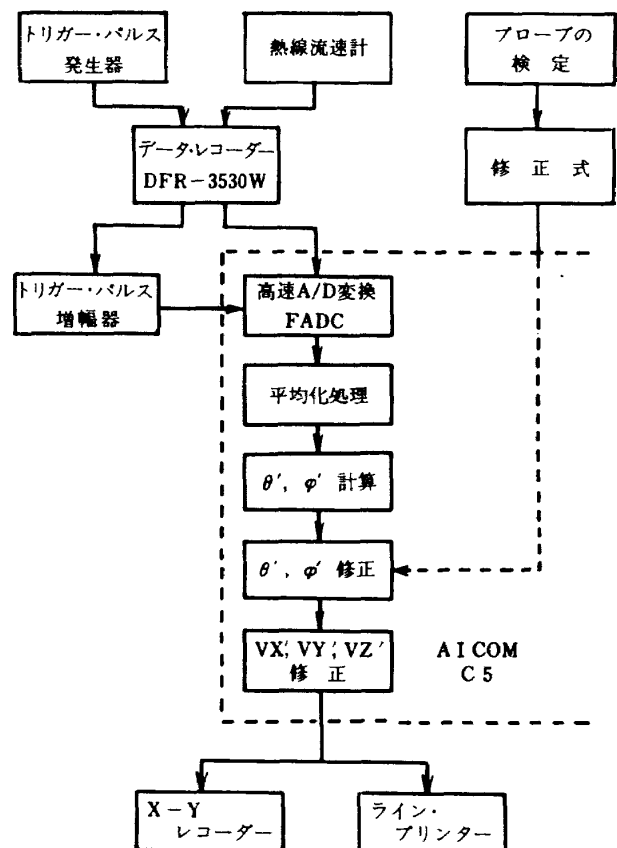 トリガー・パルス
発生器
熱線流速計
プローブの
検 定
データ・レコーダー
DFR-3530W
修 正 式
トリガー・パルス
増幅器
高速A/D変換
FADC
平均化処理
θ′, φ′ 計算
θ′, φ′ 修正
VX′, VY′, VZ′
修 正
AICOM
C5
X-Y
レコーダー
ライン・
プリンター